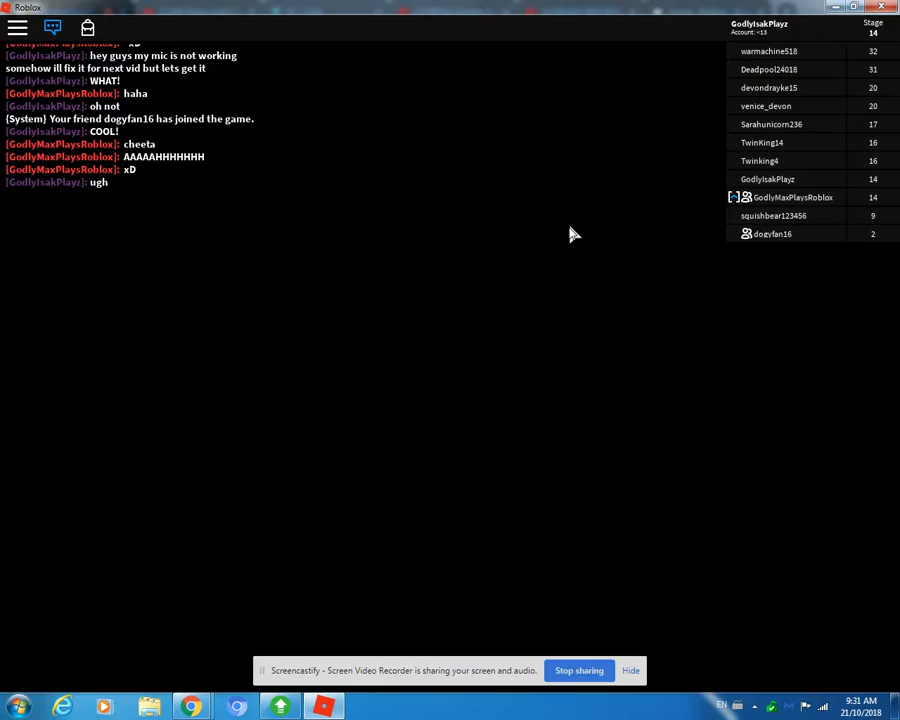 Roblox
GodlyIsakPlayz
Account: <13
Stage
14
xD
[GodlyIsakPlayz]: hey guys my mic is not working
somehow ill fix it for next vid but lets get it
[GodlyIsakPlayz]: WHAT!
[GodlyMaxPlaysRoblox]: haha
[GodlyIsakPlayz]: oh not
{System} Your friend dogyfan16 has joined the game.
[GodlyIsakPlayz]: COOL!
[GodlyMaxPlaysRoblox]: cheeta
[GodlyMaxPlaysRoblox]: AAAAAHHHHHHH
[GodlyMaxPlaysRoblox]: xD
[GodlyIsakPlayz]: ugh
warmachine518 32
Deadpool24018 31
devondrayke15 20
venice_devon 20
Sarahunicorn236 17
TwinKing14 16
Twinking4 16
GodlyIsakPlayz 14
GodlyMaxPlaysRoblox 14
squishbear123456 9
dogyfan16 2
Screencastify - Screen Video Recorder is sharing your screen and audio.
Stop sharing
Hide
EN
9:31 AM
21/10/2018